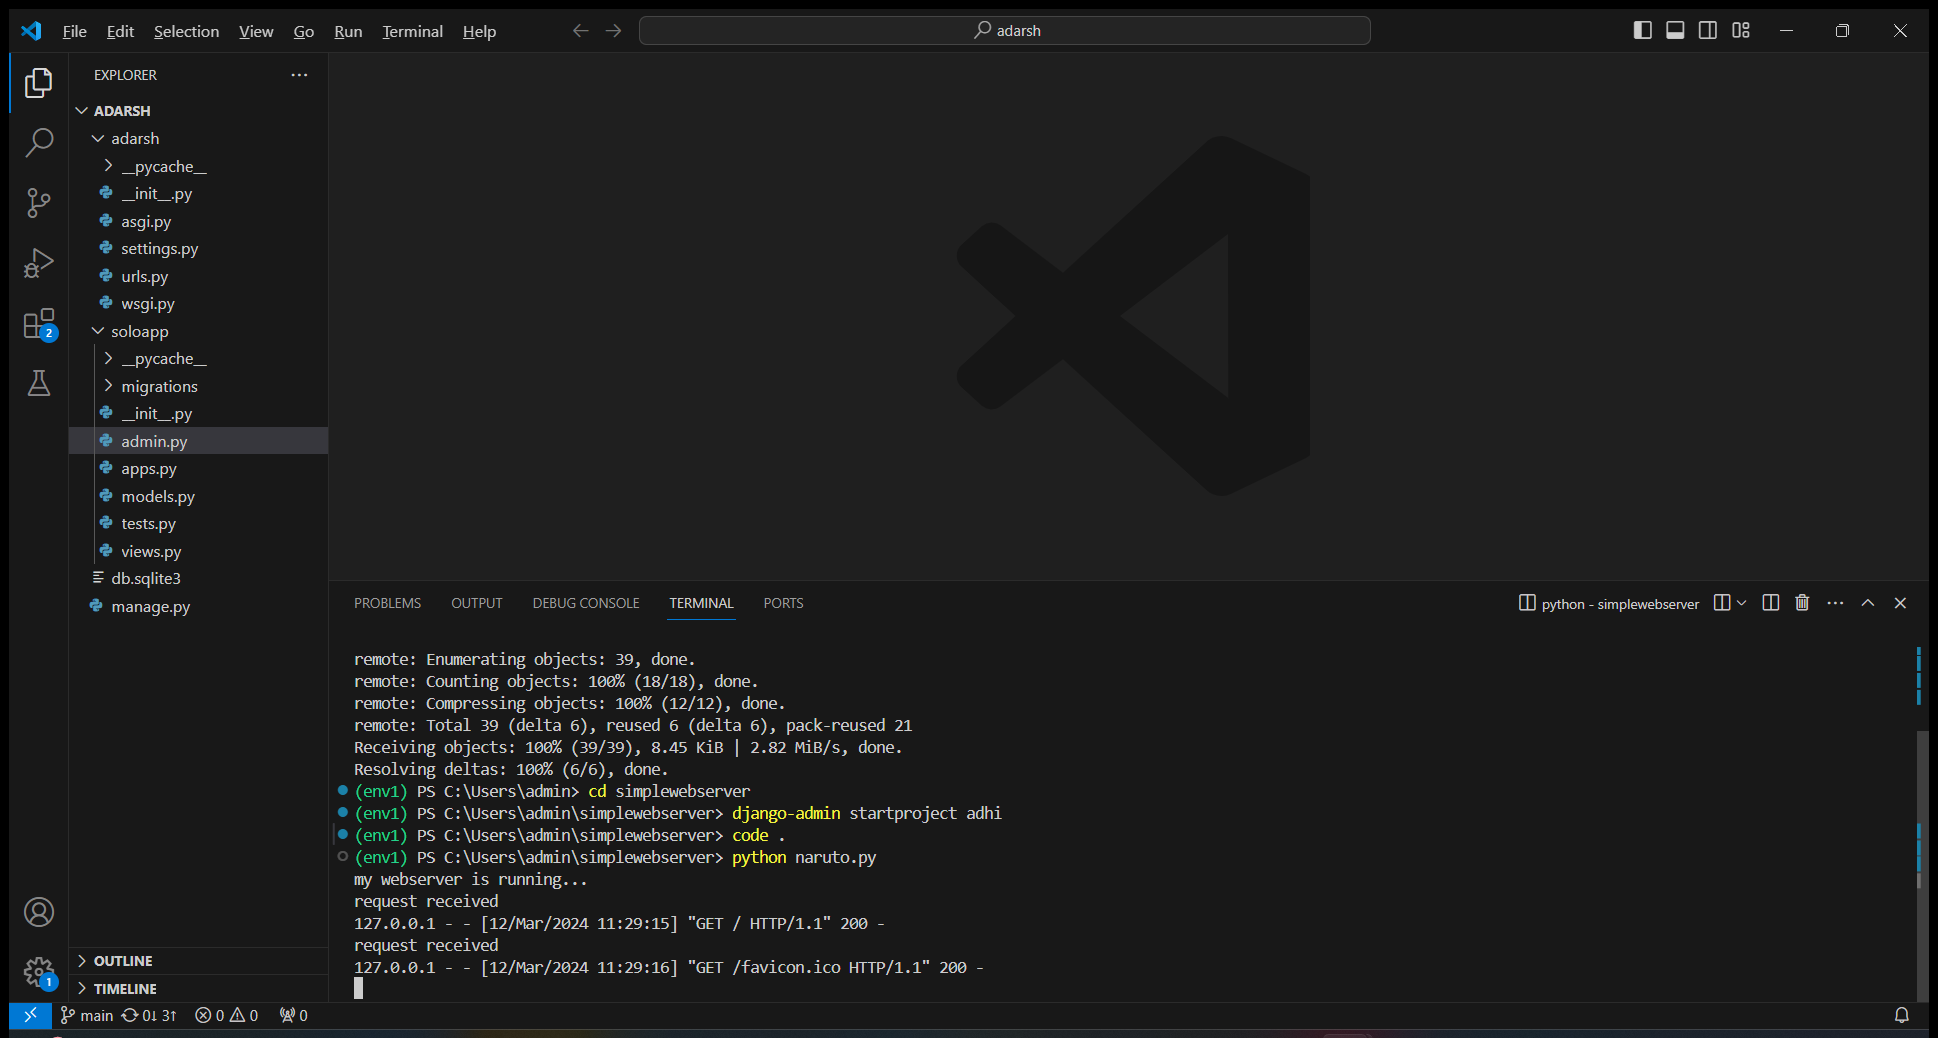 File Edit Selection View Go Run Terminal Help
adarsh
EXPLORER
ADARSH
adarsh
__pycache__
__init__.py
asgi.py
settings.py
urls.py
wsgi.py
soloapp
__pycache__
migrations
__init__.py
admin.py
apps.py
models.py
tests.py
views.py
db.sqlite3
manage.py
2
OUTLINE
TIMELINE
1
PROBLEMS OUTPUT DEBUG CONSOLE TERMINAL PORTS
python - simplewebserver
remote: Enumerating objects: 39, done.
remote: Counting objects: 100% (18/18), done.
remote: Compressing objects: 100% (12/12), done.
remote: Total 39 (delta 6), reused 6 (delta 6), pack-reused 21
Receiving objects: 100% (39/39), 8.45 KiB | 2.82 MiB/s, done.
Resolving deltas: 100% (6/6), done.
(env1) PS C:\Users\admin> cd simplewebserver
(env1) PS C:\Users\admin\simplewebserver> django-admin startproject adhi
(env1) PS C:\Users\admin\simplewebserver> code .
(env1) PS C:\Users\admin\simplewebserver> python naruto.py
my webserver is running...
request received
127.0.0.1 - - [12/Mar/2024 11:29:15] "GET / HTTP/1.1" 200 -
request received
127.0.0.1 - - [12/Mar/2024 11:29:16] "GET /favicon.ico HTTP/1.1" 200 -
main 0↓ 3↑ 0 0 0